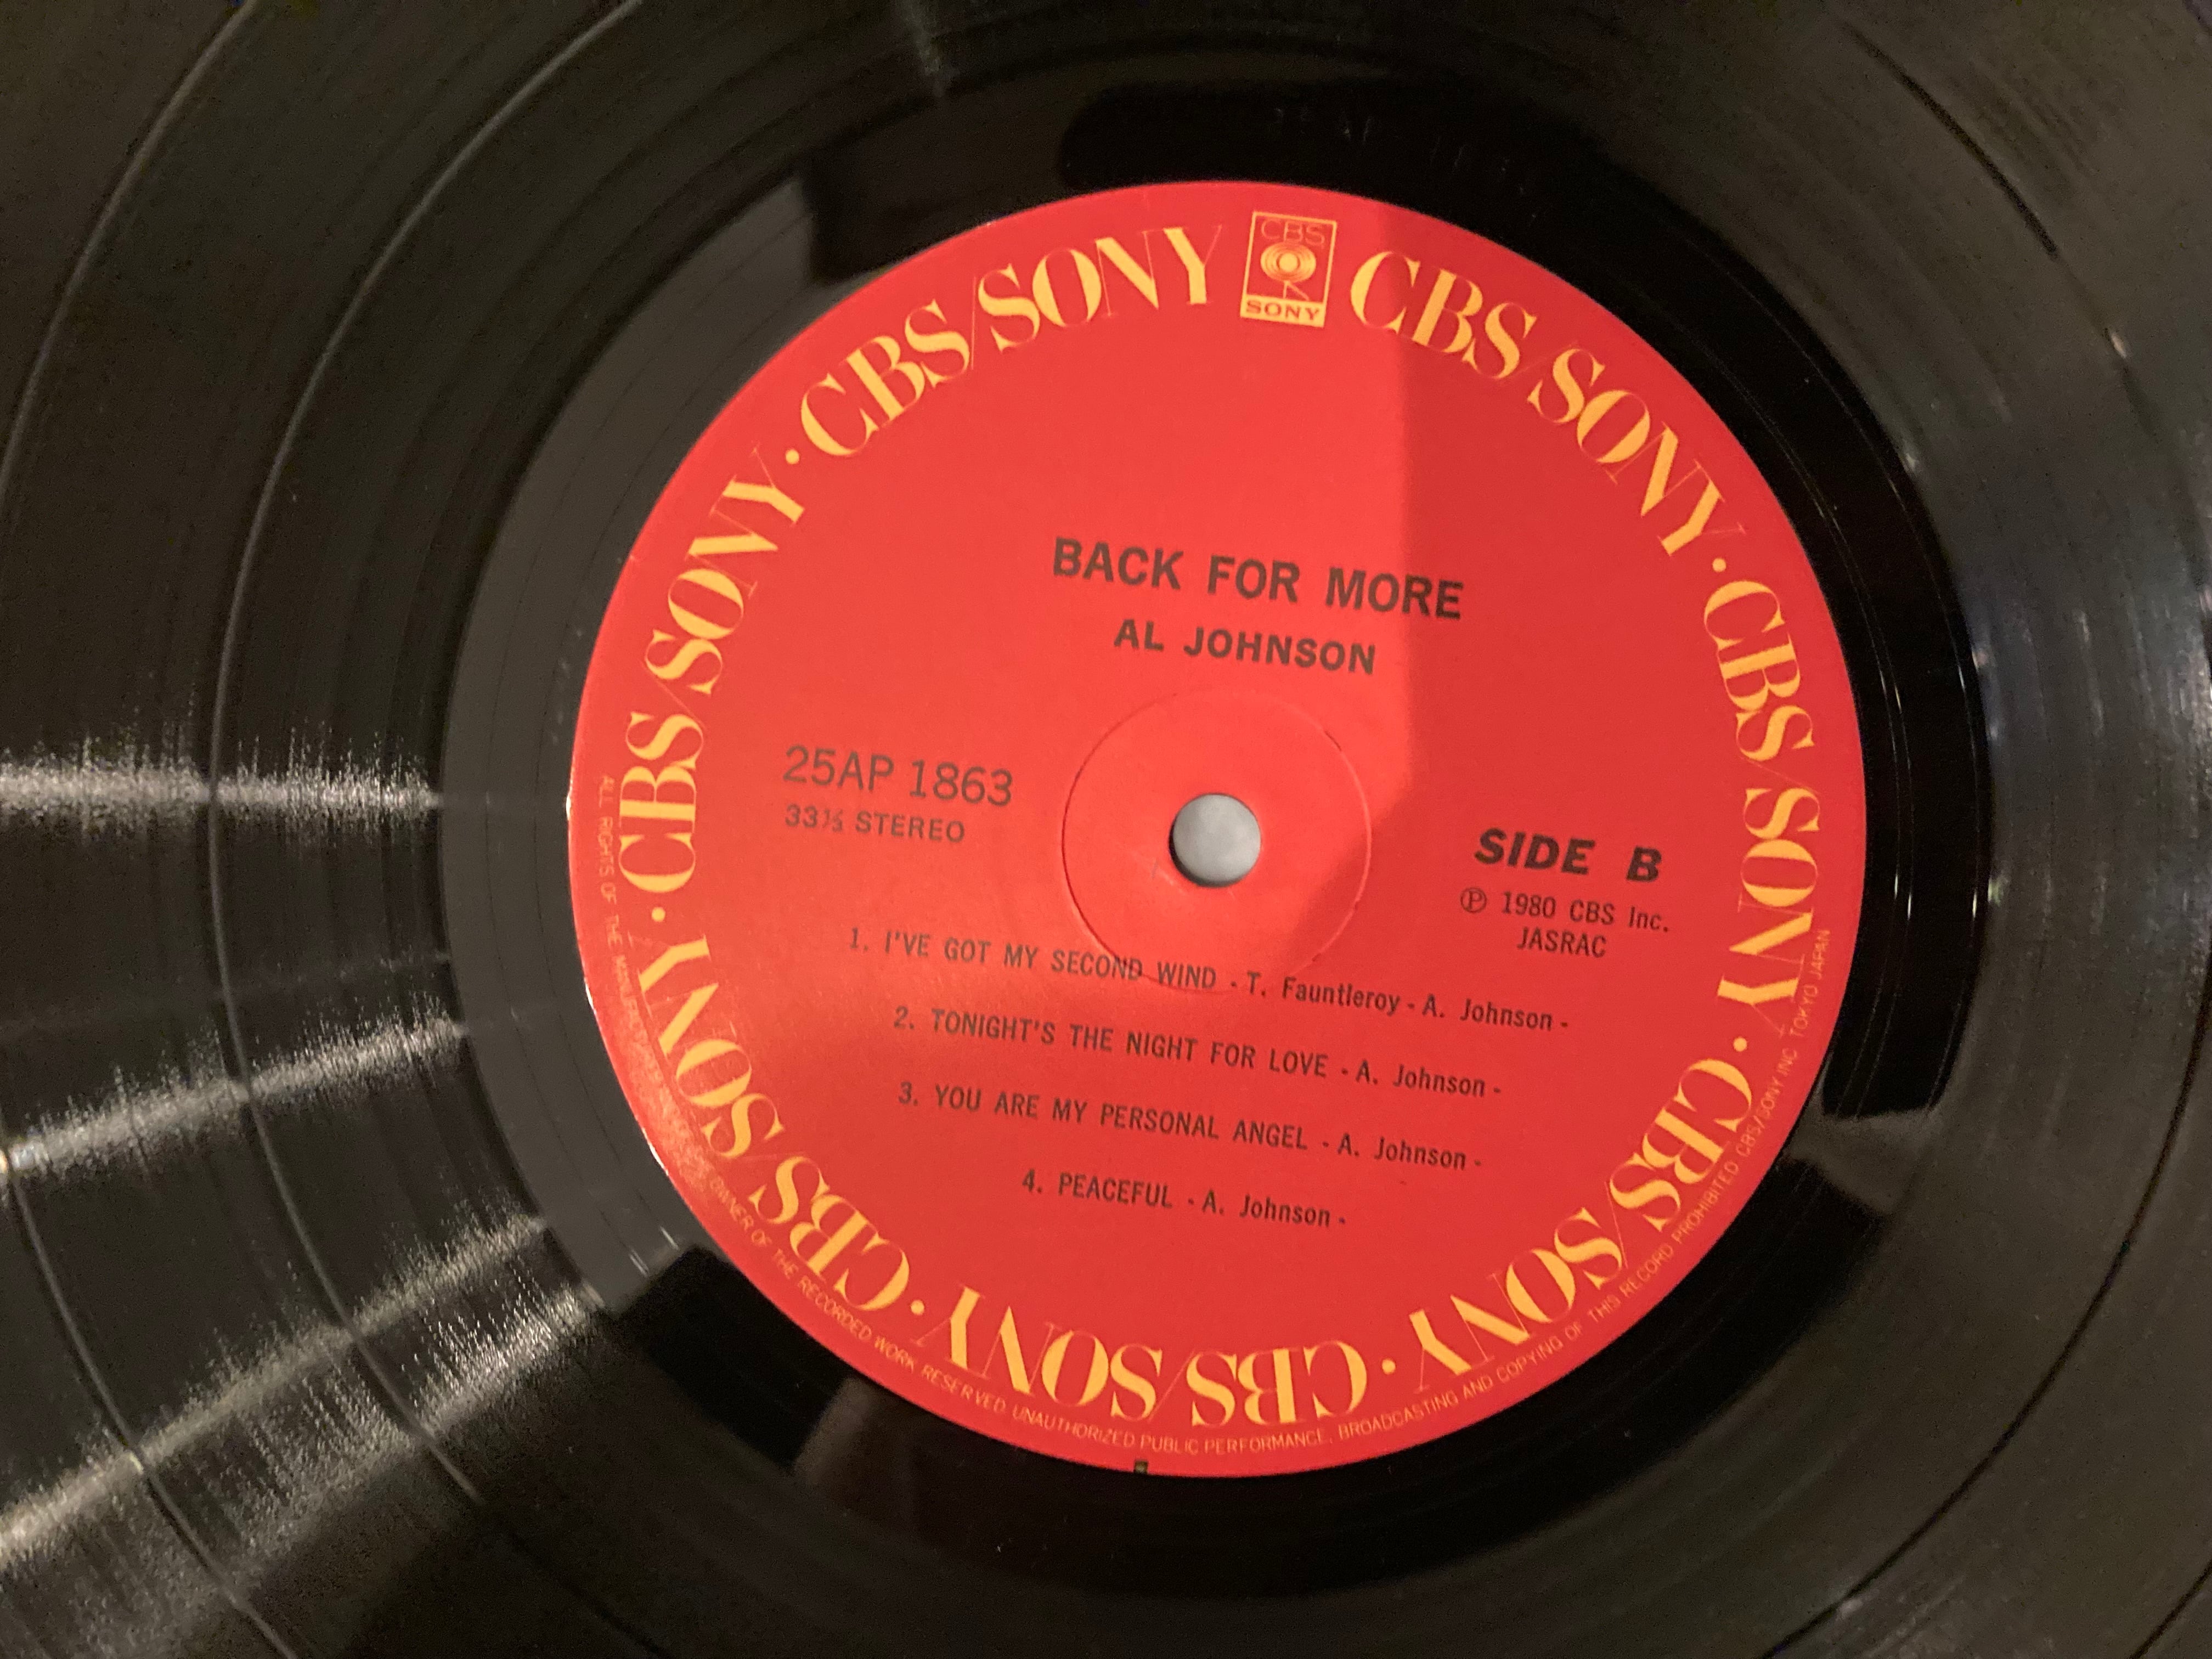 CBS
SONY
CBS/SONY · CBS/SONY · CBS/SONY · CBS/SONY · CBS/SONY · CBS/SONY · CBS/SONY
BACK FOR MORE
AL JOHNSON
25AP 1863
33⅓ STEREO
SIDE B
Ⓟ 1980 CBS Inc.
JASRAC
1. I'VE GOT MY SECOND WIND - T. Fauntleroy - A. Johnson -
2. TONIGHT'S THE NIGHT FOR LOVE - A. Johnson -
3. YOU ARE MY PERSONAL ANGEL - A. Johnson -
4. PEACEFUL - A. Johnson -
ALL RIGHTS OF THE OWNER OF THE RECORDED WORK RESERVED. UNAUTHORIZED PUBLIC PERFORMANCE, BROADCASTING AND COPYING OF THIS RECORD PROHIBITED CBS/SONY INC. TOKYO JAPAN